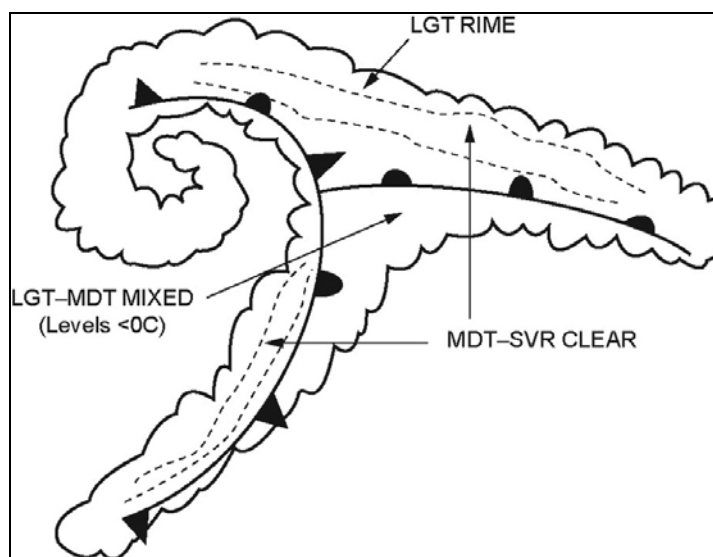 LGT RIME
LGT–MDT MIXED
(Levels <0C)
MDT–SVR CLEAR